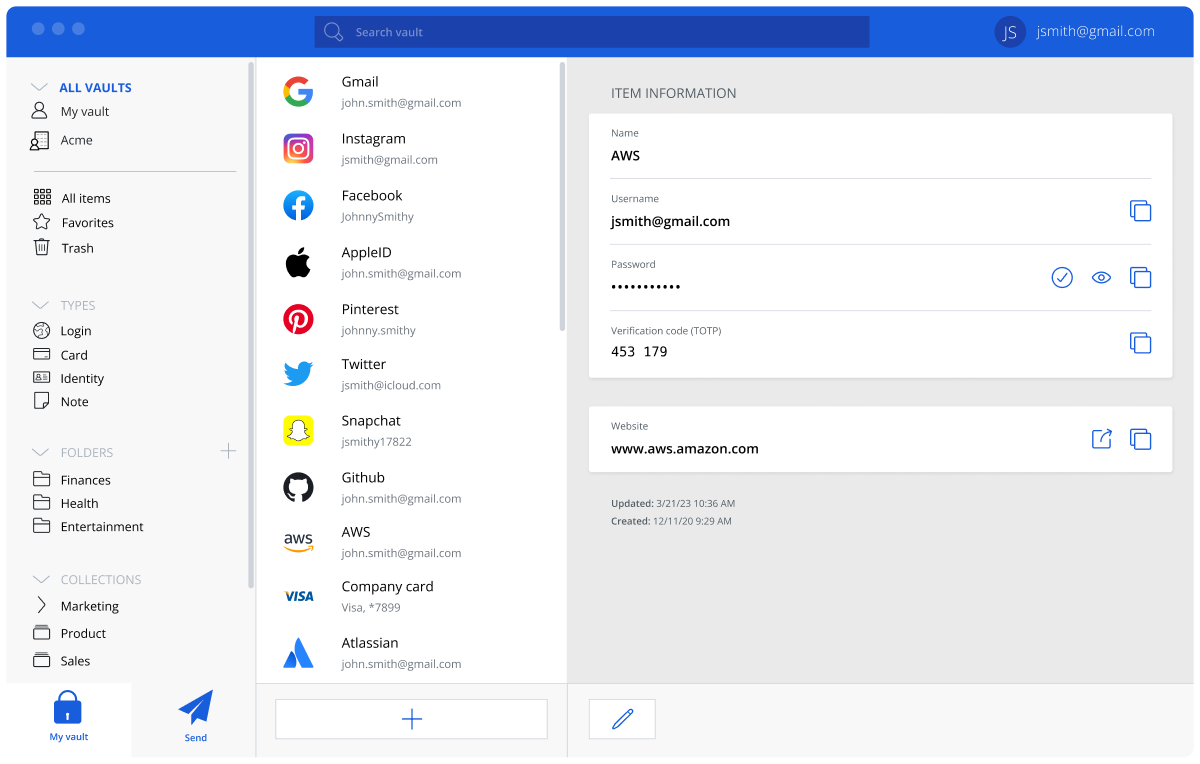 Search vault
JS
jsmith@gmail.com
ALL VAULTS
My vault
Acme
All items
Favorites
Trash
TYPES
Login
Card
Identity
Note
FOLDERS
Finances
Health
Entertainment
COLLECTIONS
Marketing
Product
Sales
My vault
Send
Gmail
john.smith@gmail.com
Instagram
jsmith@gmail.com
Facebook
JohnnySmithy
AppleID
john.smith@gmail.com
Pinterest
johnny.smithy
Twitter
jsmith@icloud.com
Snapchat
jsmithy17822
Github
john.smith@gmail.com
aws
AWS
john.smith@gmail.com
VISA
Company card
Visa, *7899
Atlassian
john.smith@gmail.com
ITEM INFORMATION
Name
AWS
Username
jsmith@gmail.com
Password
•••••••••••
Verification code (TOTP)
453 179
Website
www.aws.amazon.com
Updated: 3/21/23 10:36 AM
Created: 12/11/20 9:29 AM